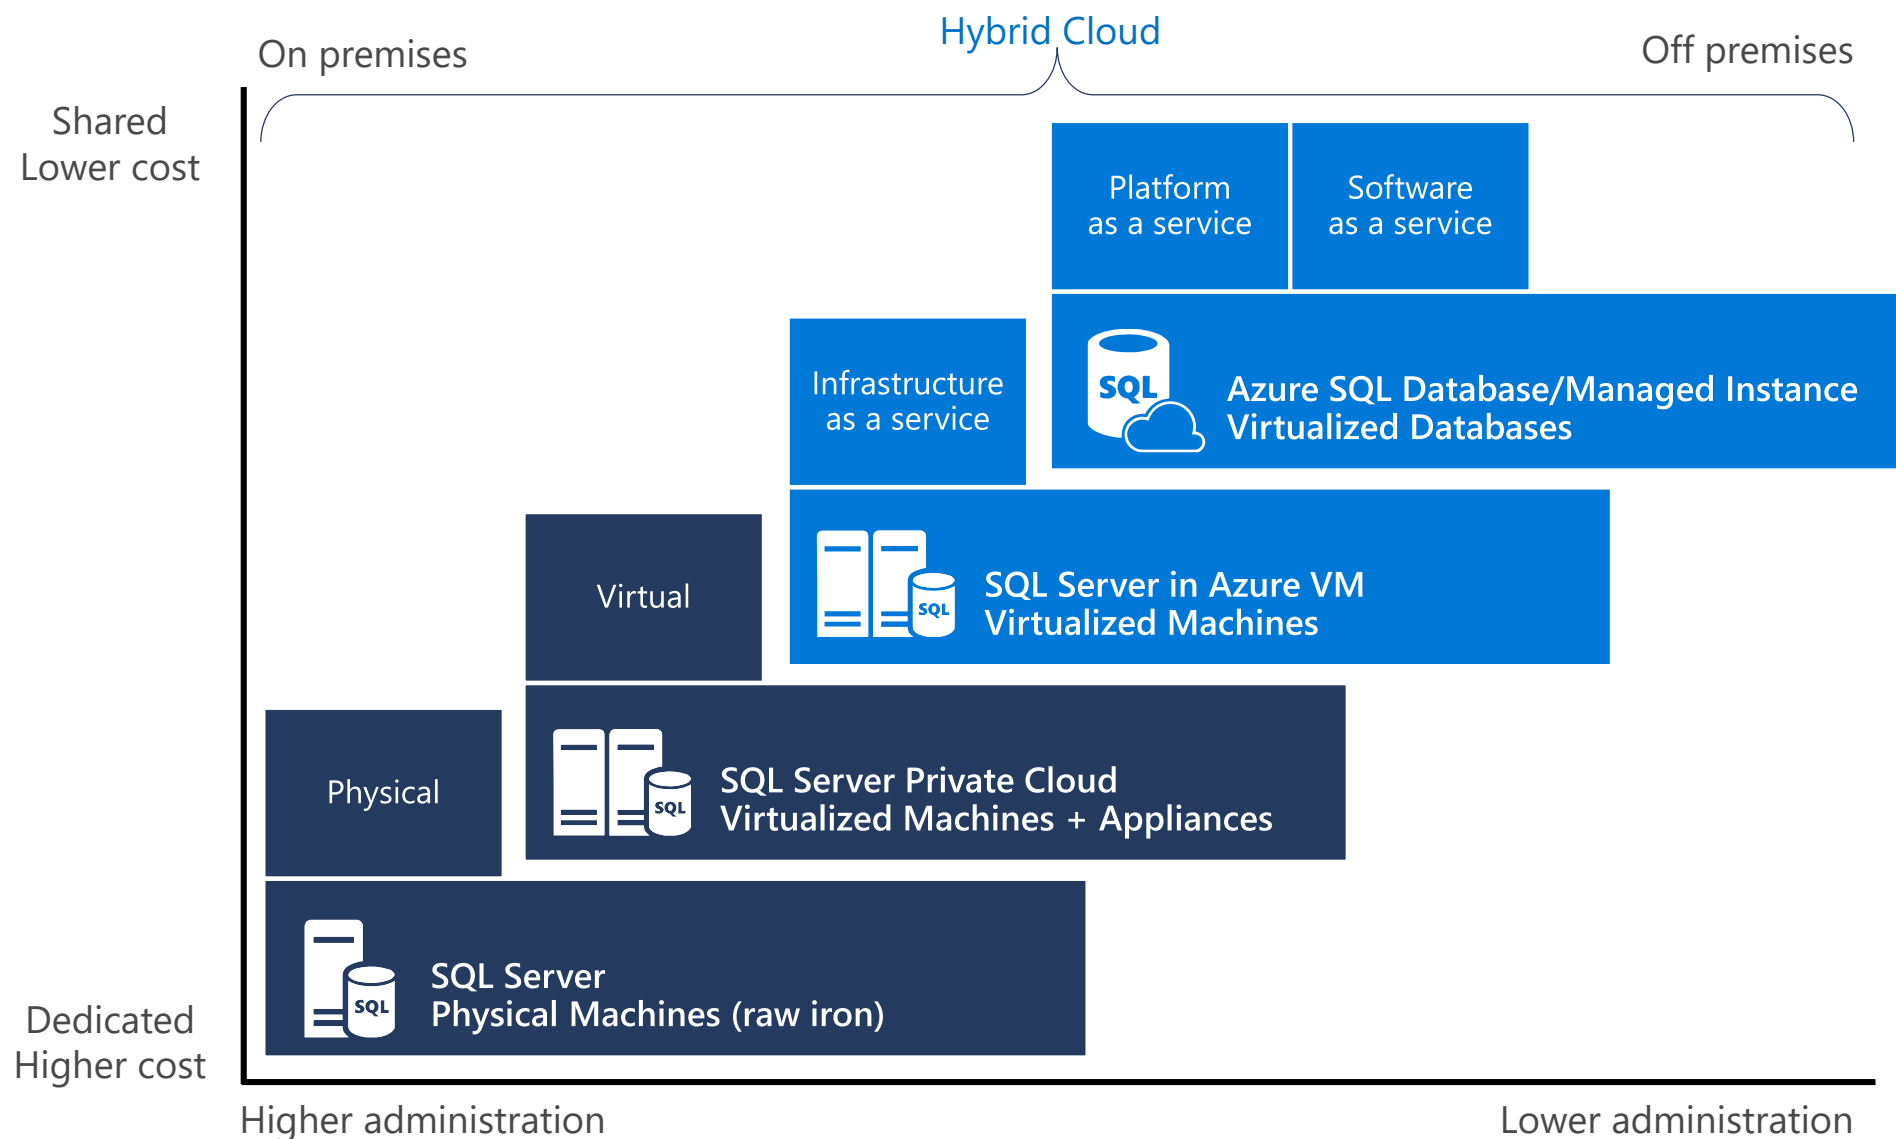 Hybrid Cloud
On premises
Off premises
Shared
Lower cost
Platform
as a service
Software
as a service
Infrastructure
as a service
SQL
Azure SQL Database/Managed Instance
Virtualized Databases
Virtual
SQL
SQL Server in Azure VM
Virtualized Machines
Physical
SQL
SQL Server Private Cloud
Virtualized Machines + Appliances
SQL
SQL Server
Physical Machines (raw iron)
Dedicated
Higher cost
Higher administration
Lower administration